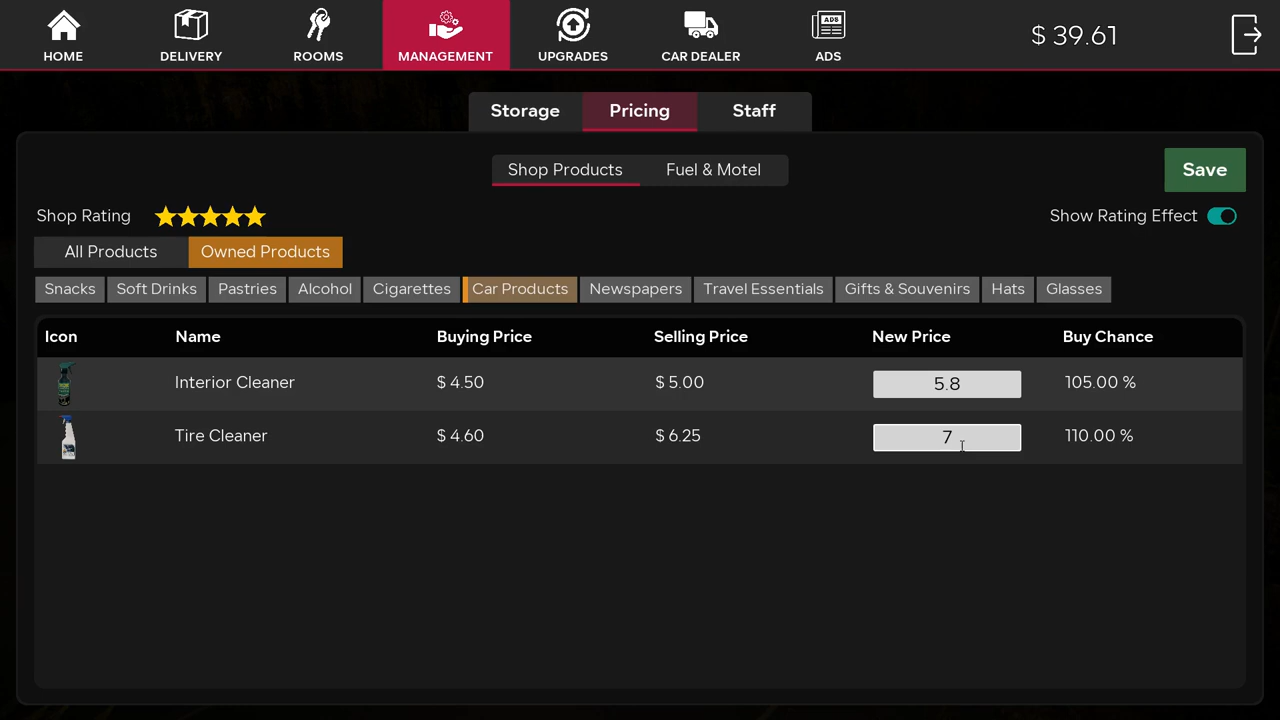 HOME DELIVERY ROOMS MANAGEMENT UPGRADES CAR DEALER ADS $ 39.61
Storage Pricing Staff
Shop Products Fuel & Motel Save
Shop Rating Show Rating Effect
All Products Owned Products
Snacks Soft Drinks Pastries Alcohol Cigarettes Car Products Newspapers Travel Essentials Gifts & Souvenirs Hats Glasses
Icon Name Buying Price Selling Price New Price Buy Chance
Interior Cleaner $ 4.50 $ 5.00 5.8 105.00 %
Tire Cleaner $ 4.60 $ 6.25 7 110.00 %